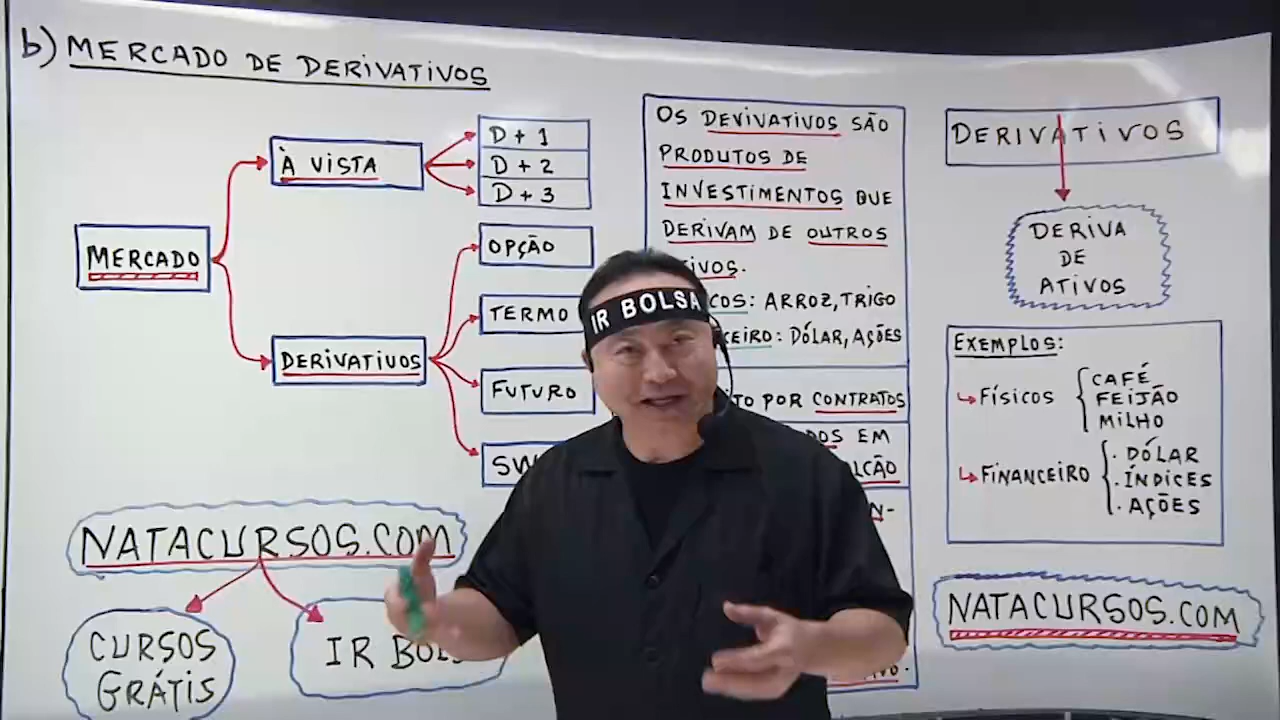 b) MERCADO DE DERIVATIVOS
MERCADO
À VISTA
D + 1
D + 2
D + 3
DERIVATIVOS
OPÇÃO
TERMO
FUTURO
NATACURSOS.COM
CURSOS
GRÁTIS
IR
IR BOLSA
OS DEVIVATIVOS SÃO
PRODUTOS DE
INVESTIMENTOS QUE
DERIVAM DE OUTROS
: ARROZ, TRIGO
: DÓLAR, AÇÕES
POR CONTRATOS
EM
DERIVATIVOS
DERIVA
DE
ATIVOS
EXEMPLOS:
FÍSICOS
CAFÉ
FEIJÃO
MILHO
FINANCEIRO
. DÓLAR
. ÍNDICES
. AÇÕES
NATACURSOS.COM